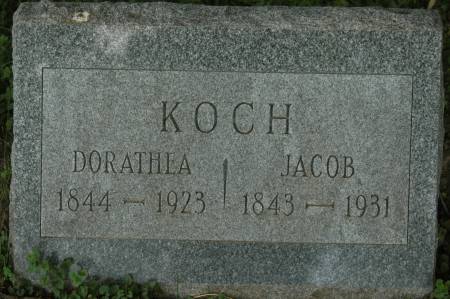 KOCH
DORATHEA JACOB
1844 - 1923 1843 - 1931